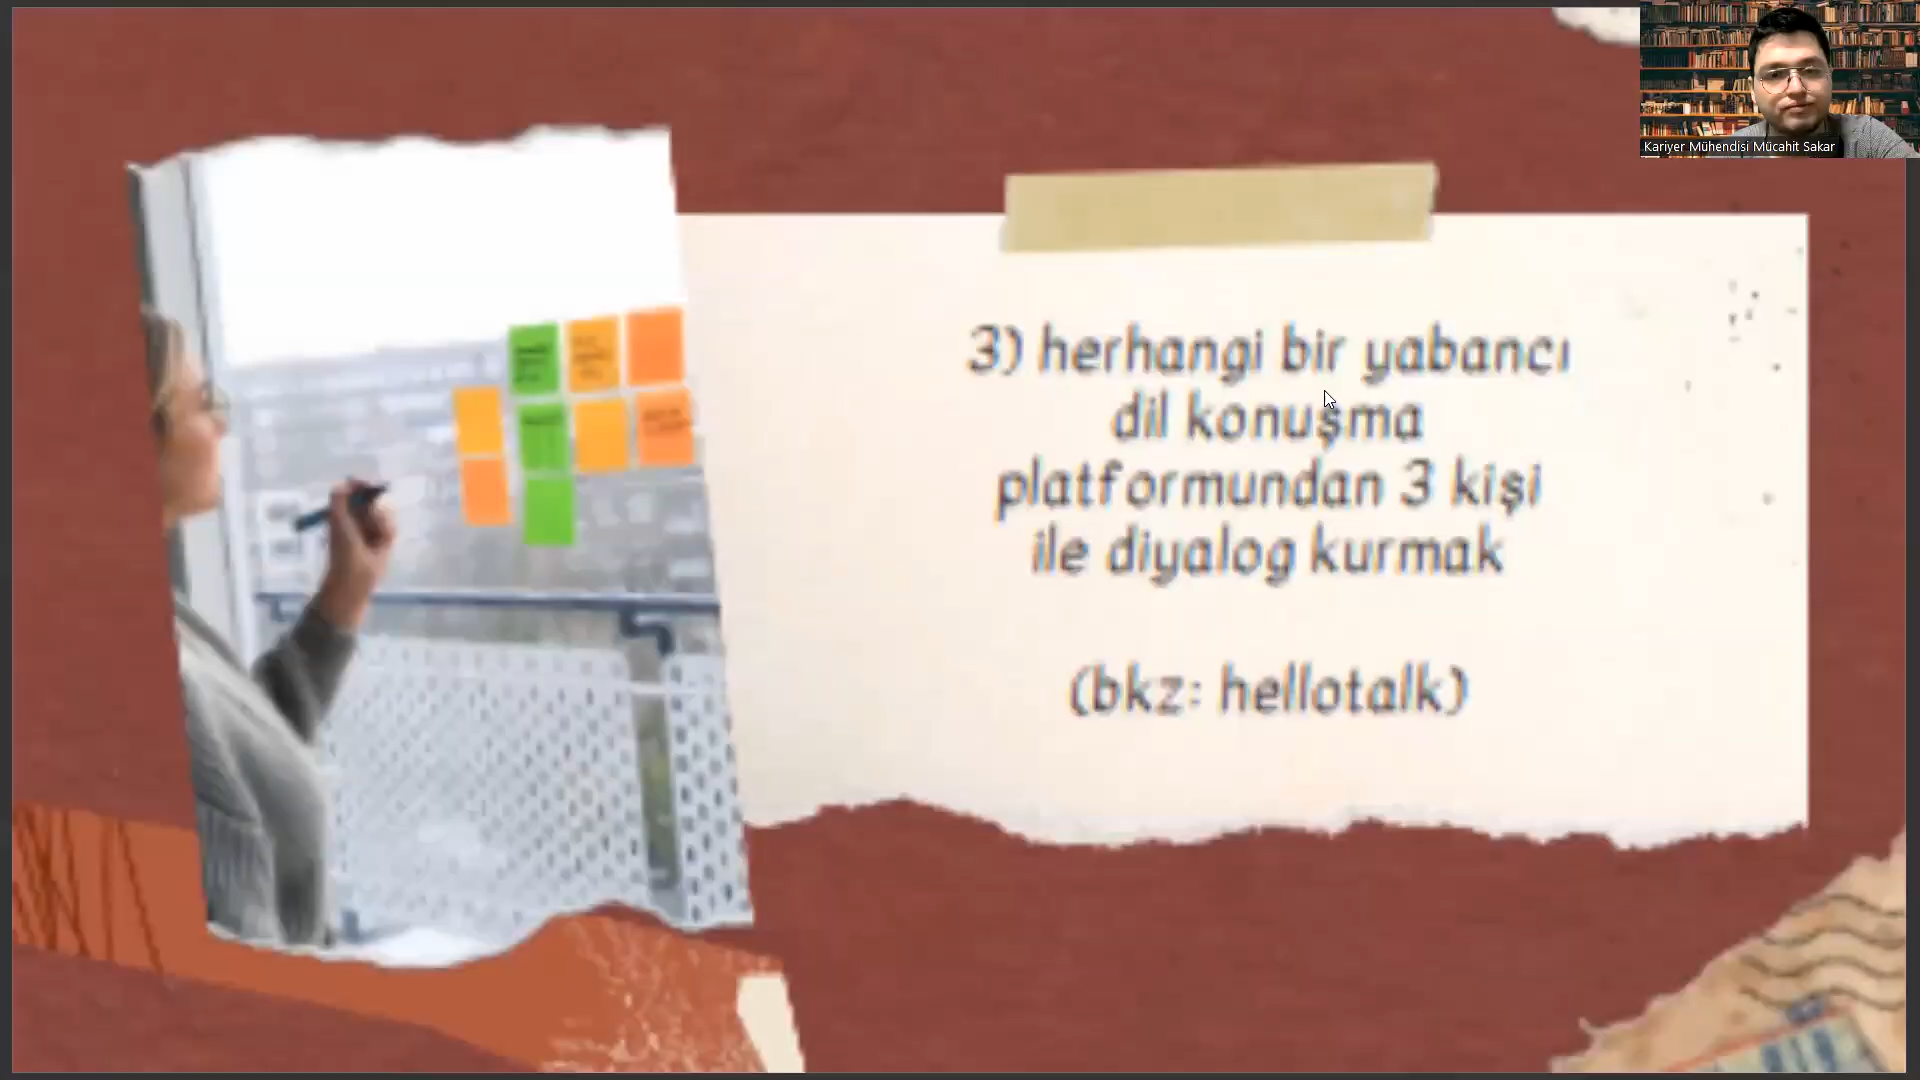 Kariyer Mühendisi Mücahit Sakar
3) herhangi bir yabancı
dil konuşma
platformundan 3 kişi
ile diyalog kurmak
(bkz: hellotalk)